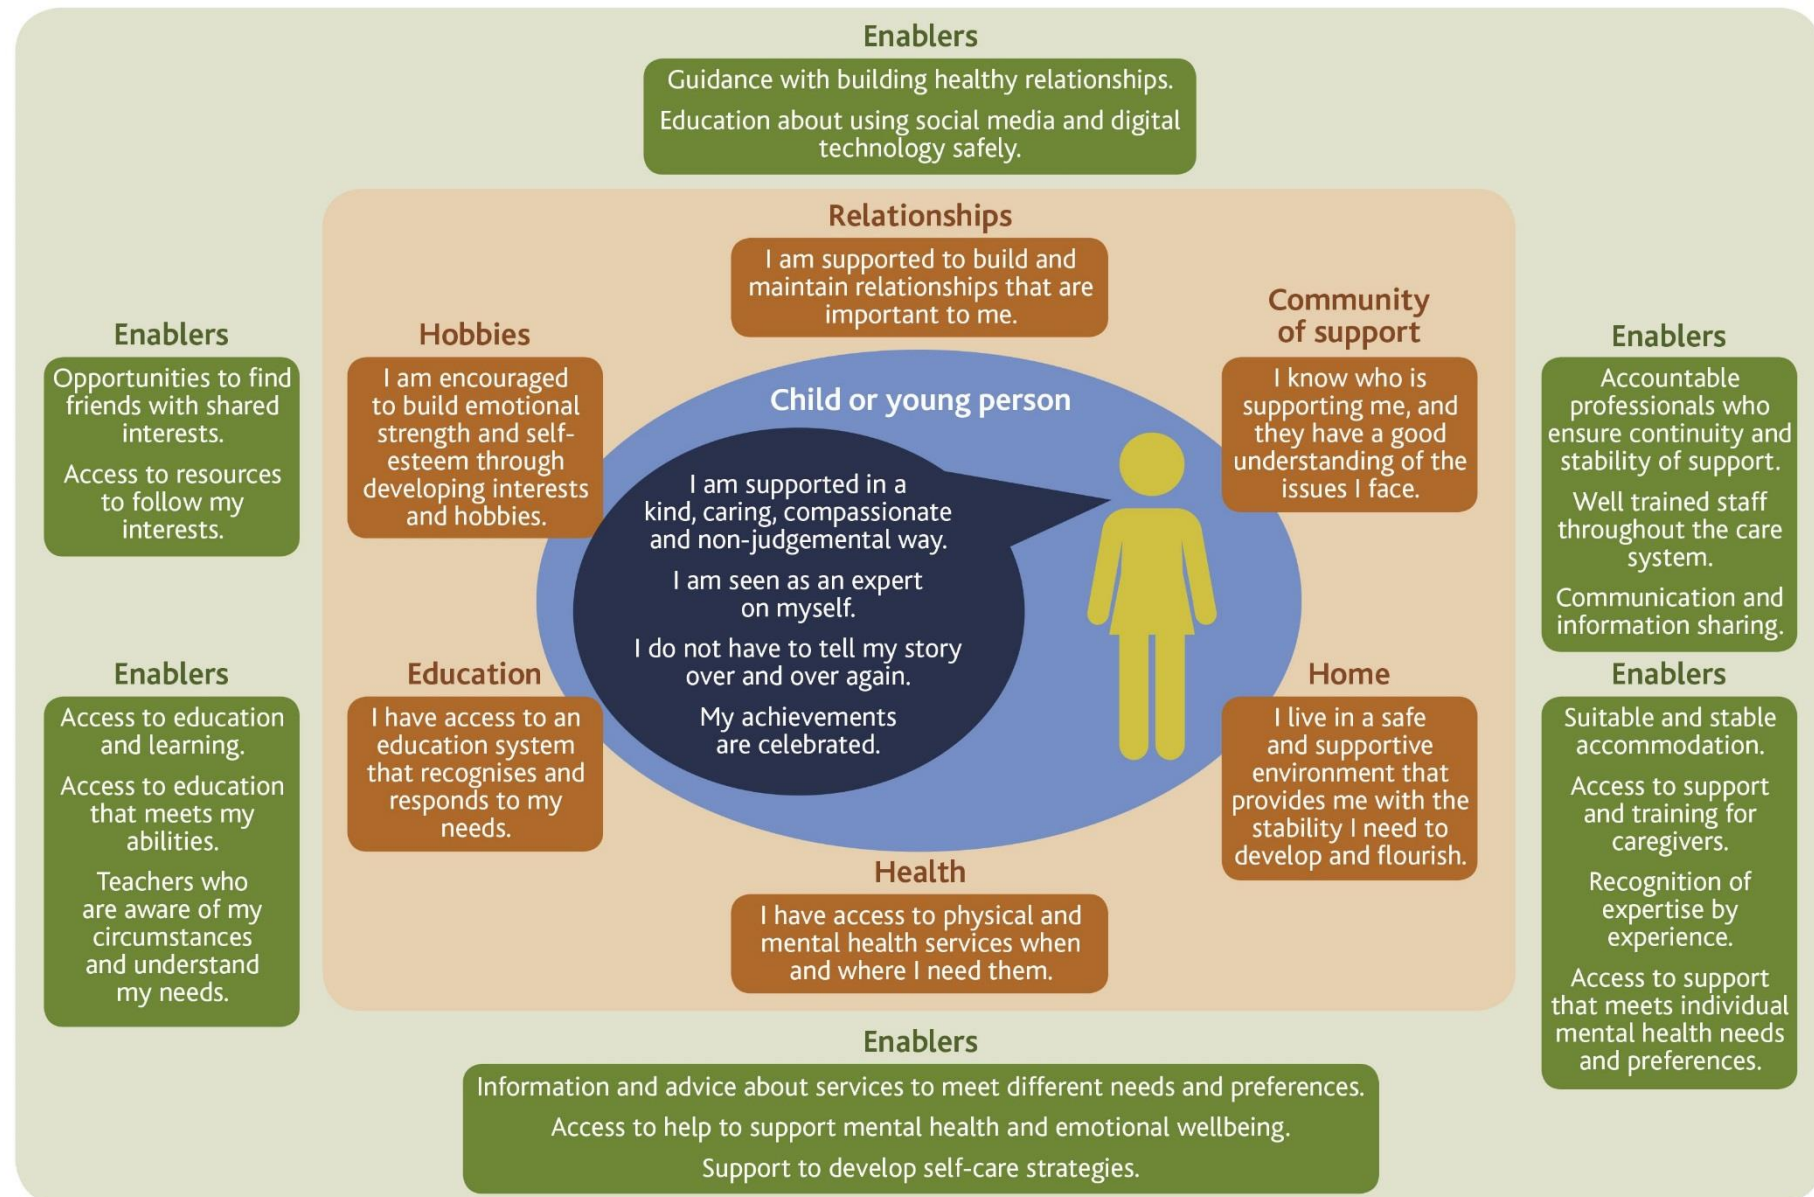 Enablers
Guidance with building healthy relationships.
Education about using social media and digital
technology safely.
Relationships
I am supported to build and
maintain relationships that are
important to me.
Enablers
Opportunities to find
friends with shared
interests.
Access to resources
to follow my
interests.
Hobbies
I am encouraged
to build emotional
strength and self-
esteem through
developing interests
and hobbies.
Community
of support
I know who is
supporting me, and
they have a good
understanding of the
issues I face.
Enablers
Accountable
professionals who
ensure continuity and
stability of support.
Well trained staff
throughout the care
system.
Communication and
information sharing.
Child or young person
I am supported in a
kind, caring, compassionate
and non-judgemental way.
I am seen as an expert
on myself.
I do not have to tell my story
over and over again.
My achievements
are celebrated.
Enablers
Access to education
and learning.
Access to education
that meets my
abilities.
Teachers who
are aware of my
circumstances
and understand
my needs.
Education
I have access to an
education system
that recognises and
responds to my
needs.
Home
I live in a safe
and supportive
environment that
provides me with the
stability I need to
develop and flourish.
Enablers
Suitable and stable
accommodation.
Access to support
and training for
caregivers.
Recognition of
expertise by
experience.
Access to support
that meets individual
mental health needs
and preferences.
Health
I have access to physical and
mental health services when
and where I need them.
Enablers
Information and advice about services to meet different needs and preferences.
Access to help to support mental health and emotional wellbeing.
Support to develop self-care strategies.